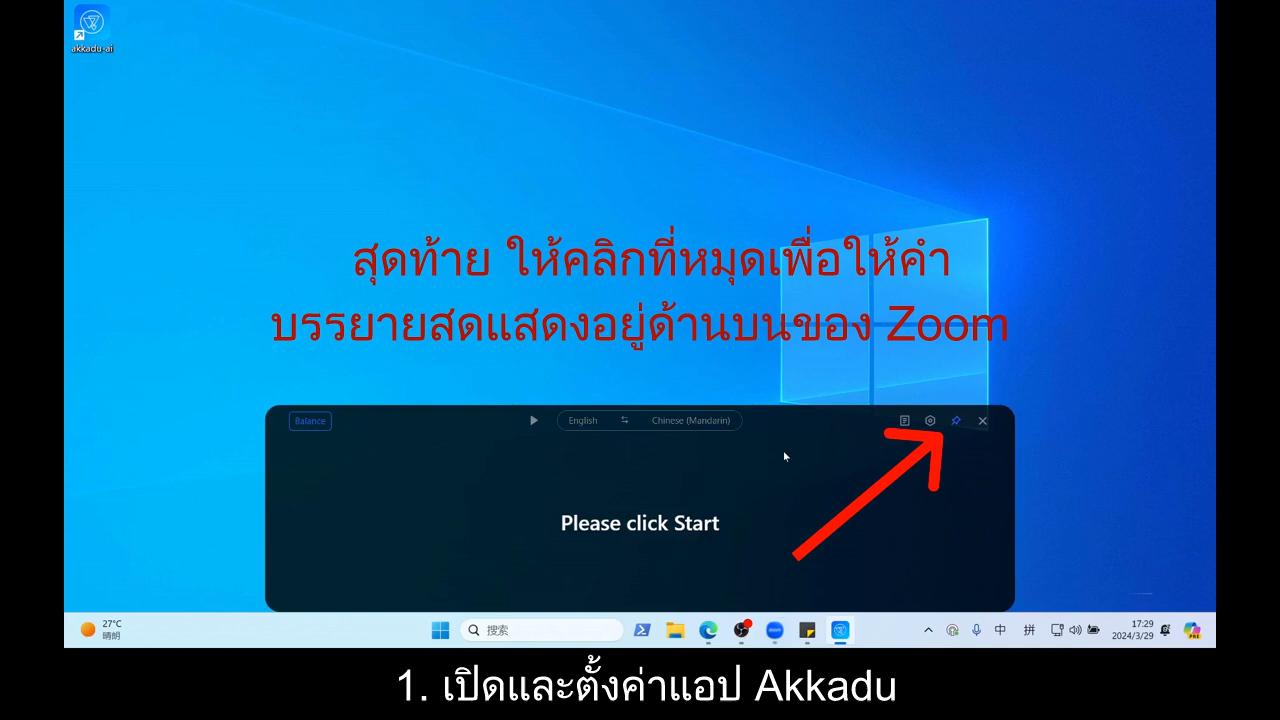 akkadu-ai
สุดท้าย ให้คลิกที่หมุดเพื่อให้คำ
บรรยายสดแสดงอยู่ด้านบนของ Zoom
Balance
English
Chinese (Mandarin)
Please click Start
27°C
晴朗
搜索
zoom
中
拼
17:29
2024/3/29
PRE
1. เปิดและตั้งค่าแอป Akkadu